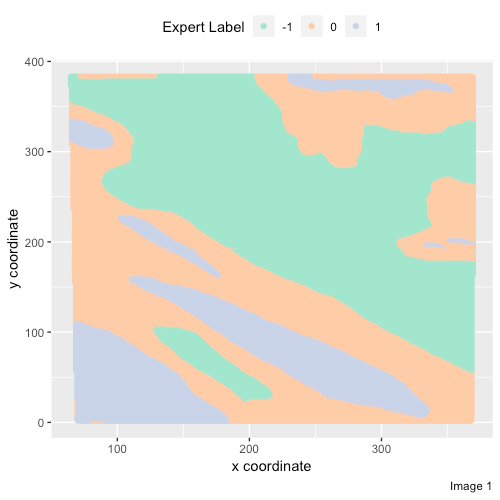 Expert Label -1 0 1
400
300
200
100
0
y coordinate
100 200 300
x coordinate
Image 1